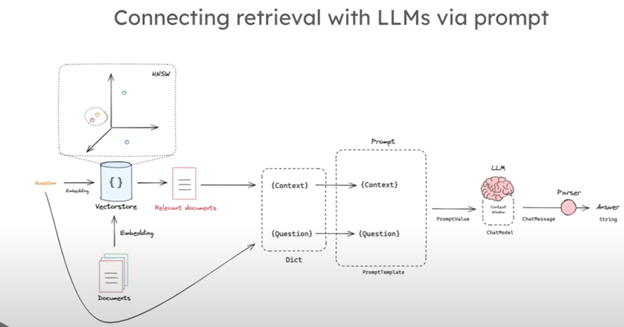 Connecting retrieval with LLMs via prompt
HNSW
Question
Embedding
{ }
Vectorstore
Relevant documents
Embedding
Documents
{Context}
{Question}
Dict
Prompt
{Context}
{Question}
PromptTemplate
PromptValue
LLM
Context
Window
ChatModel
ChatMessage
Parser
Answer
String